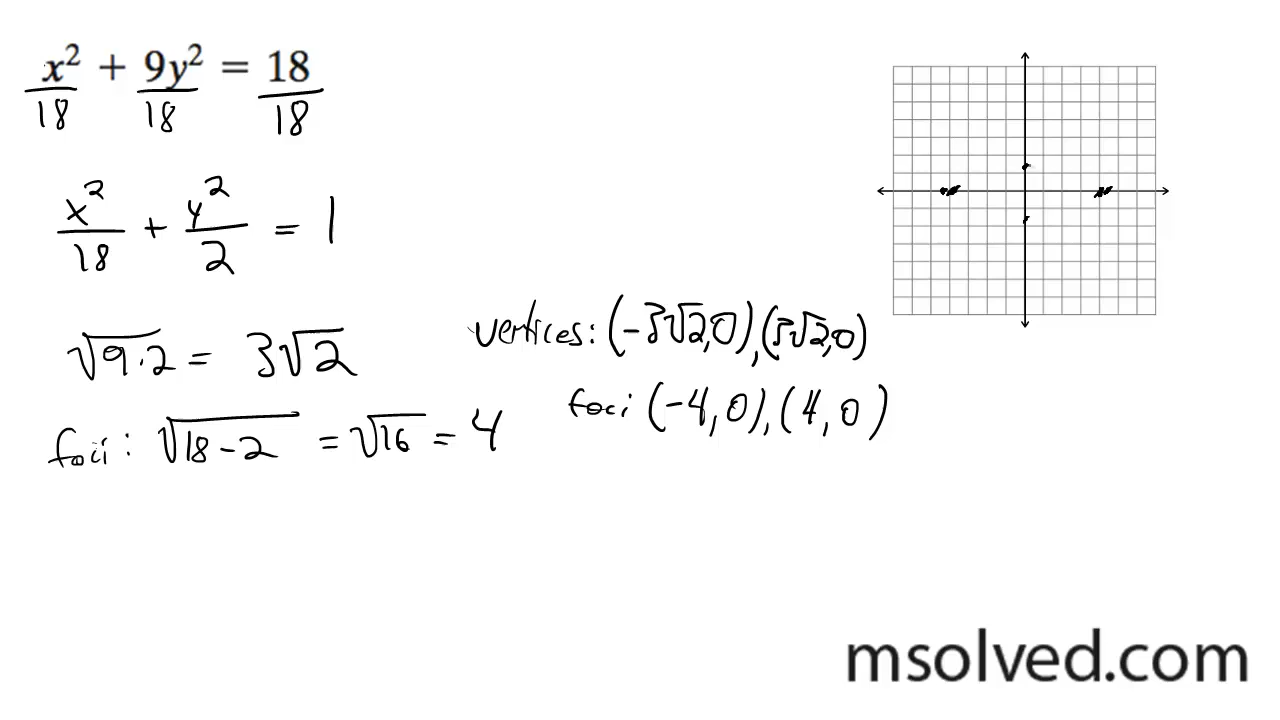 x² + 9y² = 18
18 18 18
x²/18 + y²/2 = 1
√9·2 = 3√2
vertices: (-3√2,0),(3√2,0)
foci: √18-2 = √16 = 4
foci (-4,0),(4,0)
msolved.com